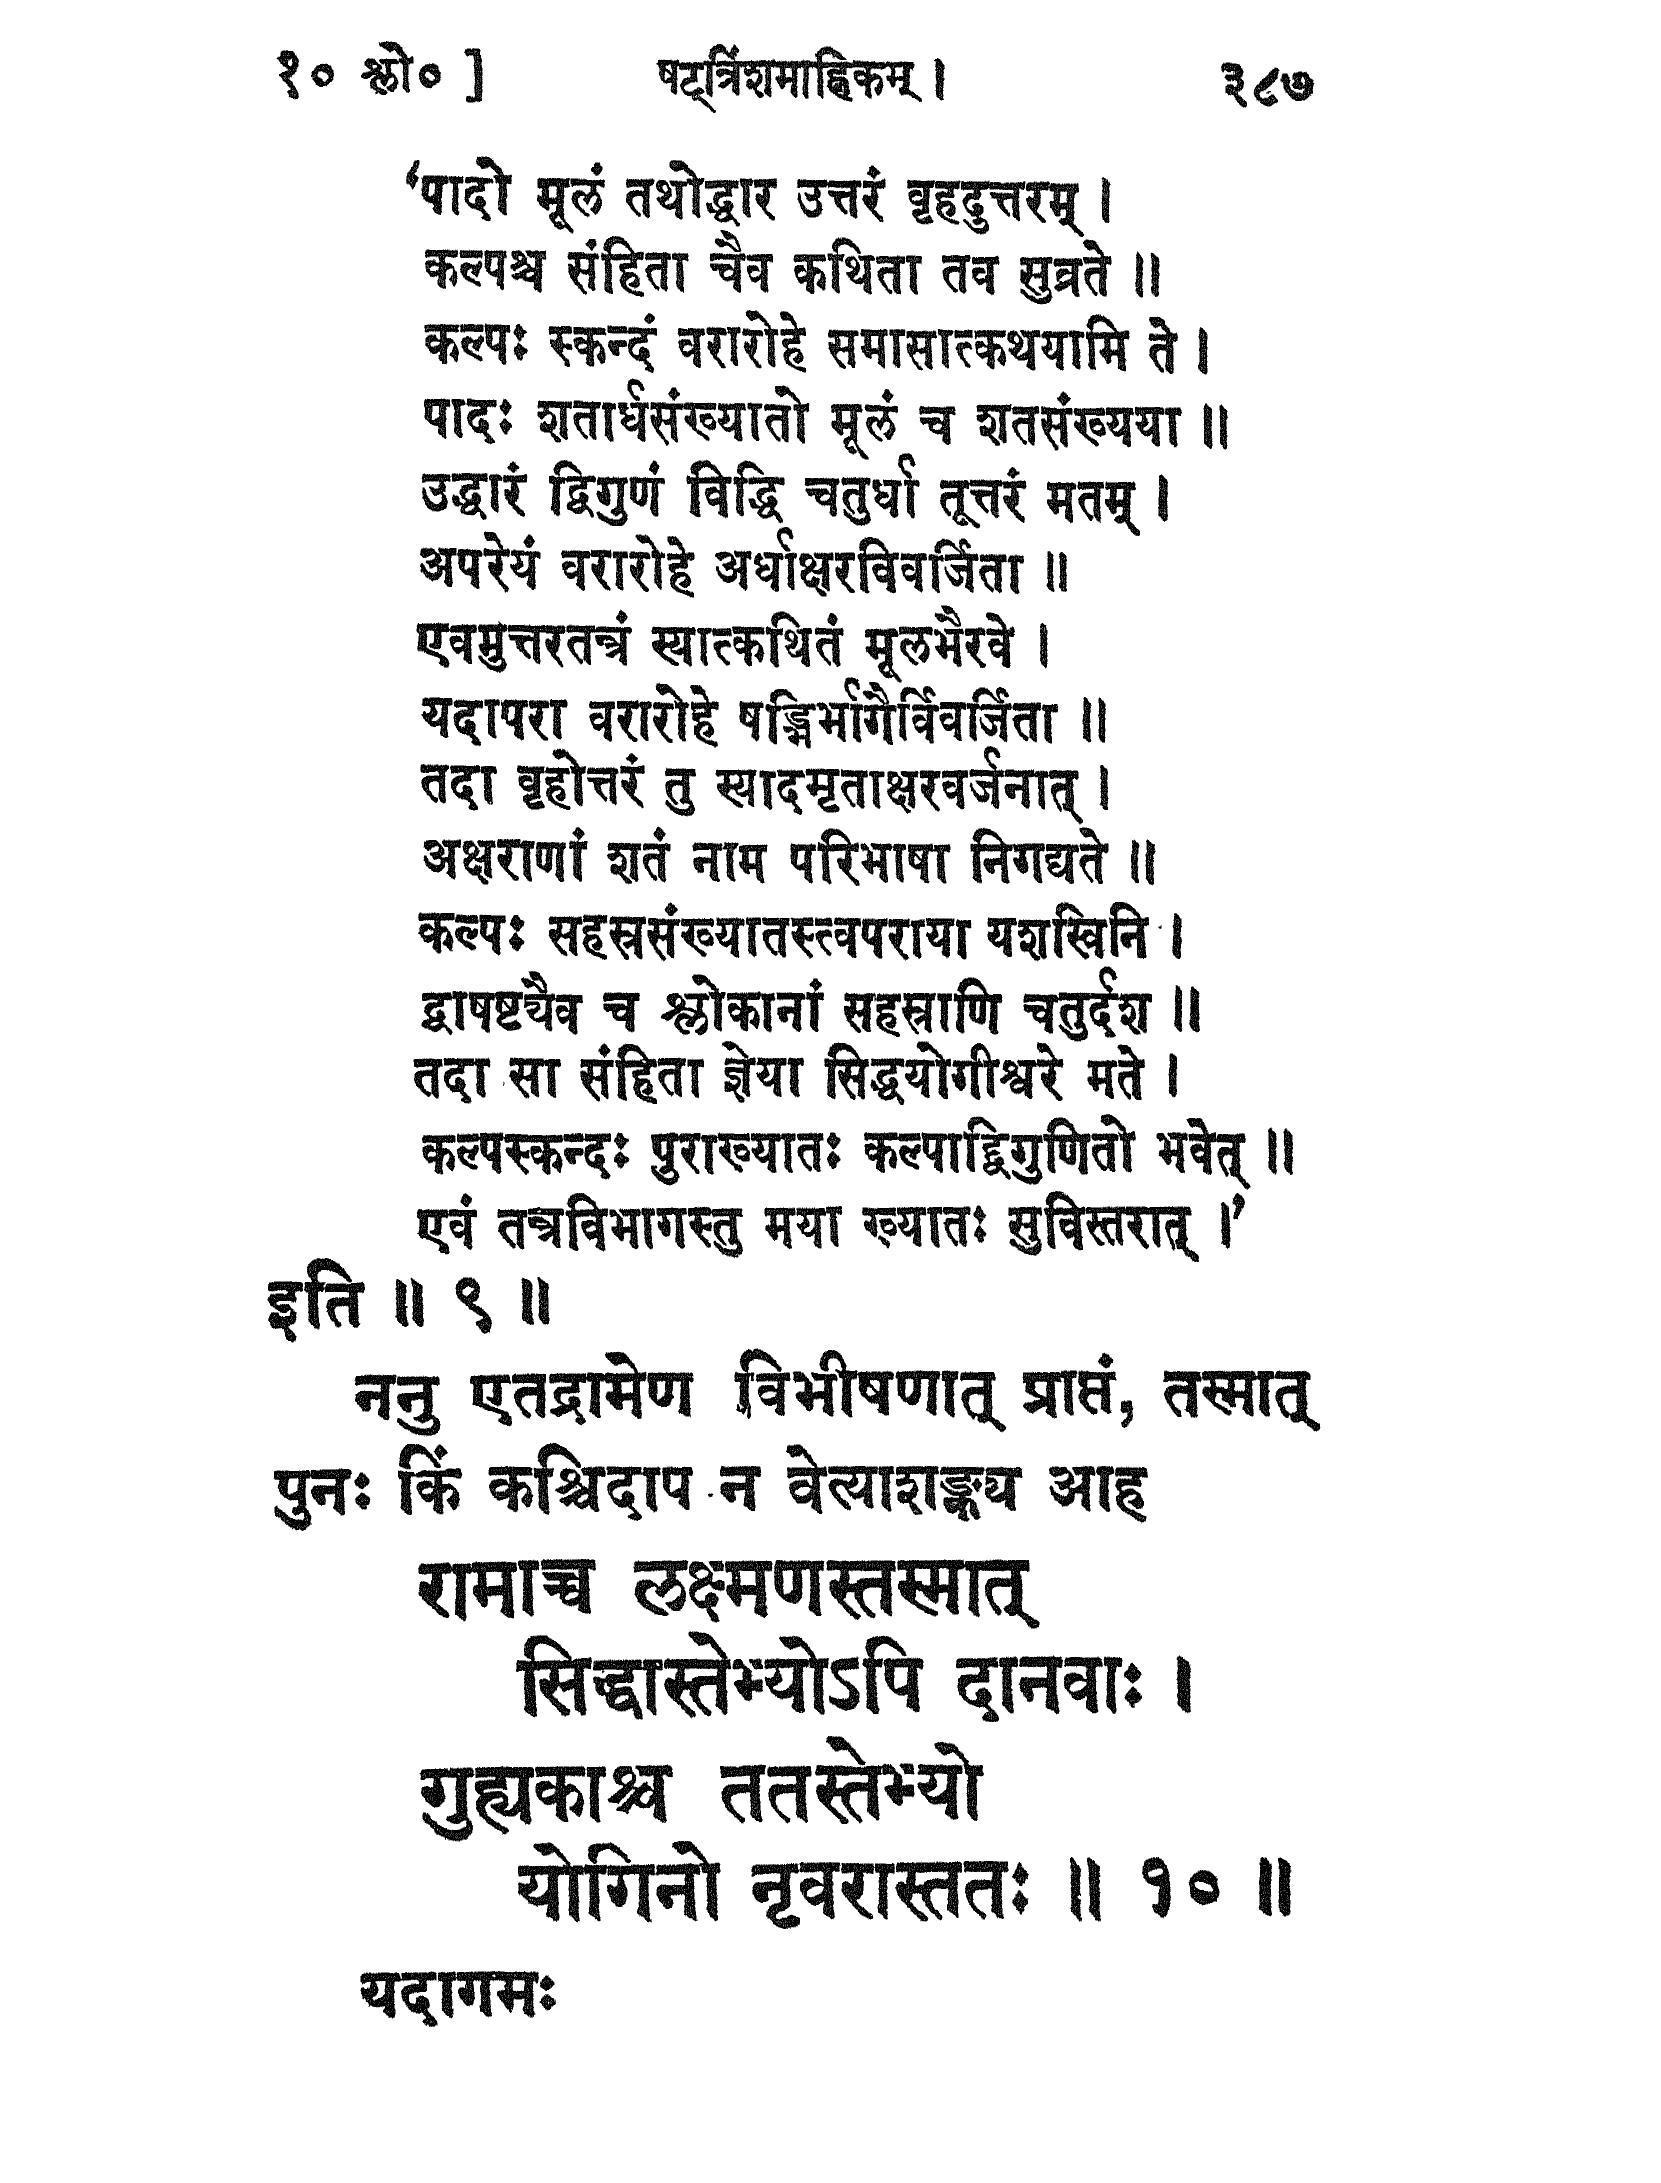 १० श्लो० ] षट्त्रिंशमाह्निकम् । ३८७
‘पादो मूलं तथोद्धार उत्तरं वृहदुत्तरम् ।
कल्पश्च संहिता चैव कथिता तव सुव्रते ॥
कल्पः स्कन्दं वरारोहे समासात्कथयामि ते ।
पादः शतार्धसंख्यातो मूलं च शतसंख्यया ॥
उद्धारं द्विगुणं विद्धि चतुर्धा तूत्तरं मतम् ।
अपरेयं वरारोहे अर्धाक्षरविवर्जिता ॥
एवमुत्तरतन्त्रं स्यात्कथितं मूलभैरवे ।
यदापरा वरारोहे षड्भिर्भागैर्विवर्जिता ॥
तदा वृहोत्तरं तु स्यादमृताक्षरवर्जनात् ।
अक्षराणां शतं नाम परिभाषा निगद्यते ॥
कल्पः सहस्रसंख्यातस्त्वपराया यशस्विनि ।
द्वाषष्ट्यैव च श्लोकानां सहस्राणि चतुर्दश ॥
तदा सा संहिता ज्ञेया सिद्धयोगीश्वरे मते ।
कल्पस्कन्दः पुराख्यातः कल्पाद्द्विगुणितो भवेत् ॥
एवं तन्त्रविभागस्तु मया ख्यातः सुविस्तरात् ।’
इति ॥ ९ ॥
ननु एतद्रामेण विभीषणात् प्राप्तं, तस्मात्
पुनः किं कश्चिदाप न वेत्याशङ्क्य आह
रामाच्च लक्ष्मणस्तस्मात्
सिद्धास्तेभ्योऽपि दानवाः ।
गुह्यकाश्च ततस्तेभ्यो
योगिनो नृवरास्ततः ॥ १० ॥
यदागमः